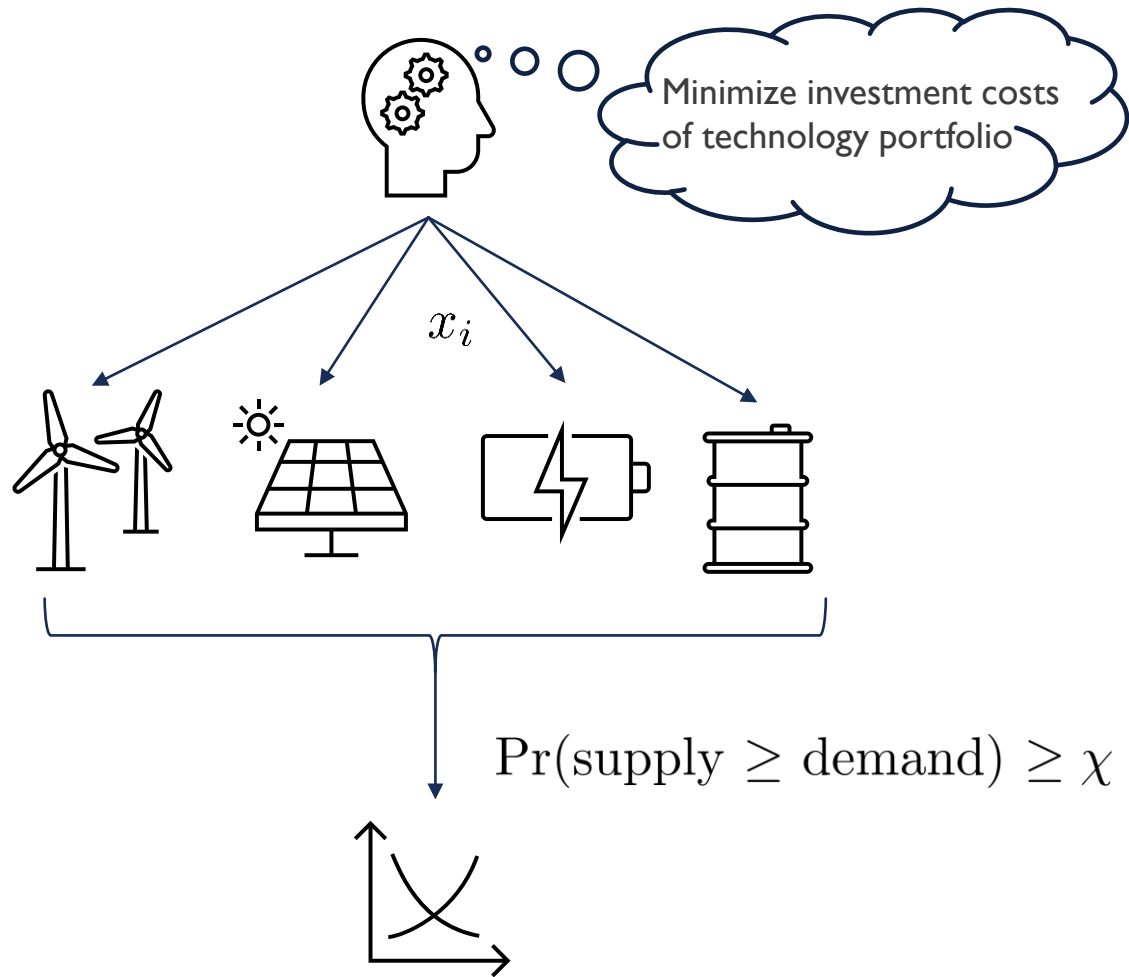 Minimize investment costs
of technology portfolio
x_i
Pr(supply ≥ demand) ≥ χ